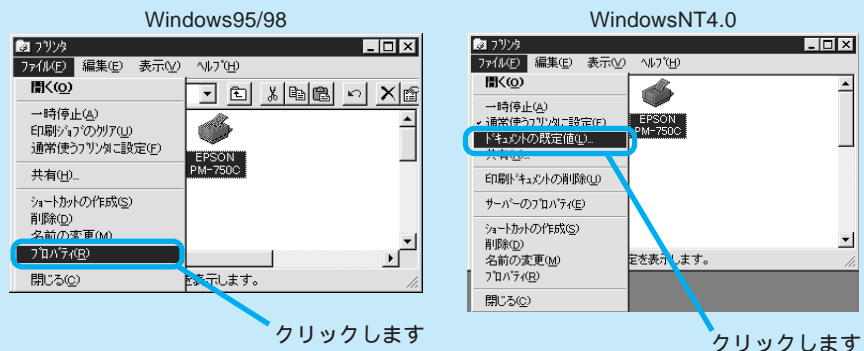 Windows95/98
プリンタ
ファイル(F) 編集(E) 表示(V) ヘルプ(H)
開く(O)
一時停止(A)
印刷ジョブのクリア(U)
通常使うプリンタに設定(F)
共有(H)...
ショートカットの作成(S)
削除(D)
名前の変更(M)
プロパティ(R)
閉じる(C)
EPSON
PM-750C
を表示します。
クリックします
WindowsNT4.0
プリンタ
ファイル(F) 編集(E) 表示(V) ヘルプ(H)
開く(O)
一時停止(A)
通常使うプリンタに設定(F)
ドキュメントの既定値(L)...
共有(H)...
印刷ドキュメントの削除(U)
サーバーのプロパティ(E)
ショートカットの作成(S)
削除(D)
名前の変更(M)
プロパティ(R)
閉じる(C)
EPSON
PM-750C
定を表示します。
クリックします